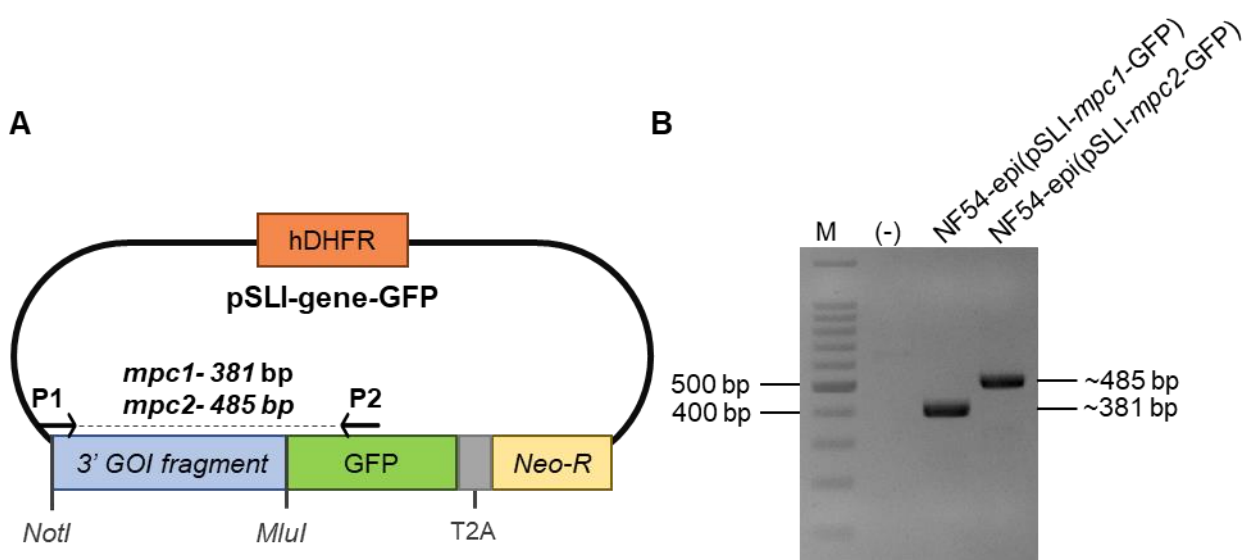 A
hDHFR
pSLI-gene-GFP
mpc1- 381 bp
mpc2- 485 bp
P1
P2
3’ GOI fragment
GFP
Neo-R
NotI
MluI
T2A
B
M
(-)
NF54-epi(pSLI-mpc1-GFP)
NF54-epi(pSLI-mpc2-GFP)
500 bp
400 bp
~485 bp
~381 bp